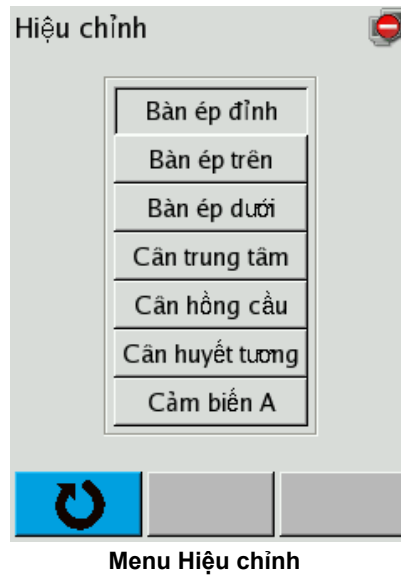 Hiệu chỉnh
Bàn ép đỉnh
Bàn ép trên
Bàn ép dưới
Cân trung tâm
Cân hồng cầu
Cân huyết tương
Cảm biến A
Menu Hiệu chỉnh